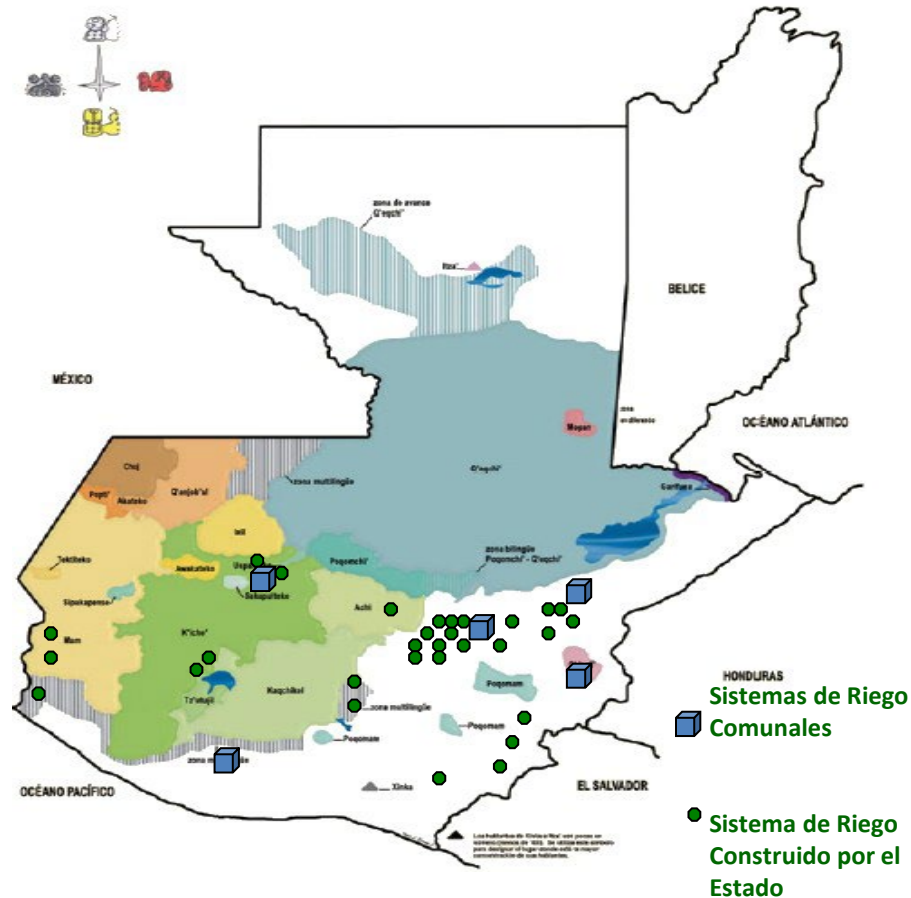 zona de avance
Q'eqchi'
Itza'
BELICE
MÉXICO
OCÉANO ATLÁNTICO
Mopan
zona
Q'eqchi'
Chuj
Popti'
Akateko
Q'anjob'al
zona multilingüe
Garífuna
Ixil
Tektiteko
Awakateko
Poqomchi'
zona bilingüe
Poqomchi' - Q'eqchi'
Sipakapense
Sakapulteko
Achi
Mam
K'iche'
Tz'utujil
Kaqchikel
Poqomam
zona multilingüe
Poqomam
Poqomam
HONDURAS
Sistemas de Riego
Comunales
OCÉANO PACÍFICO
Xinka
EL SALVADOR
Sistema de Riego
Construido por el
Estado